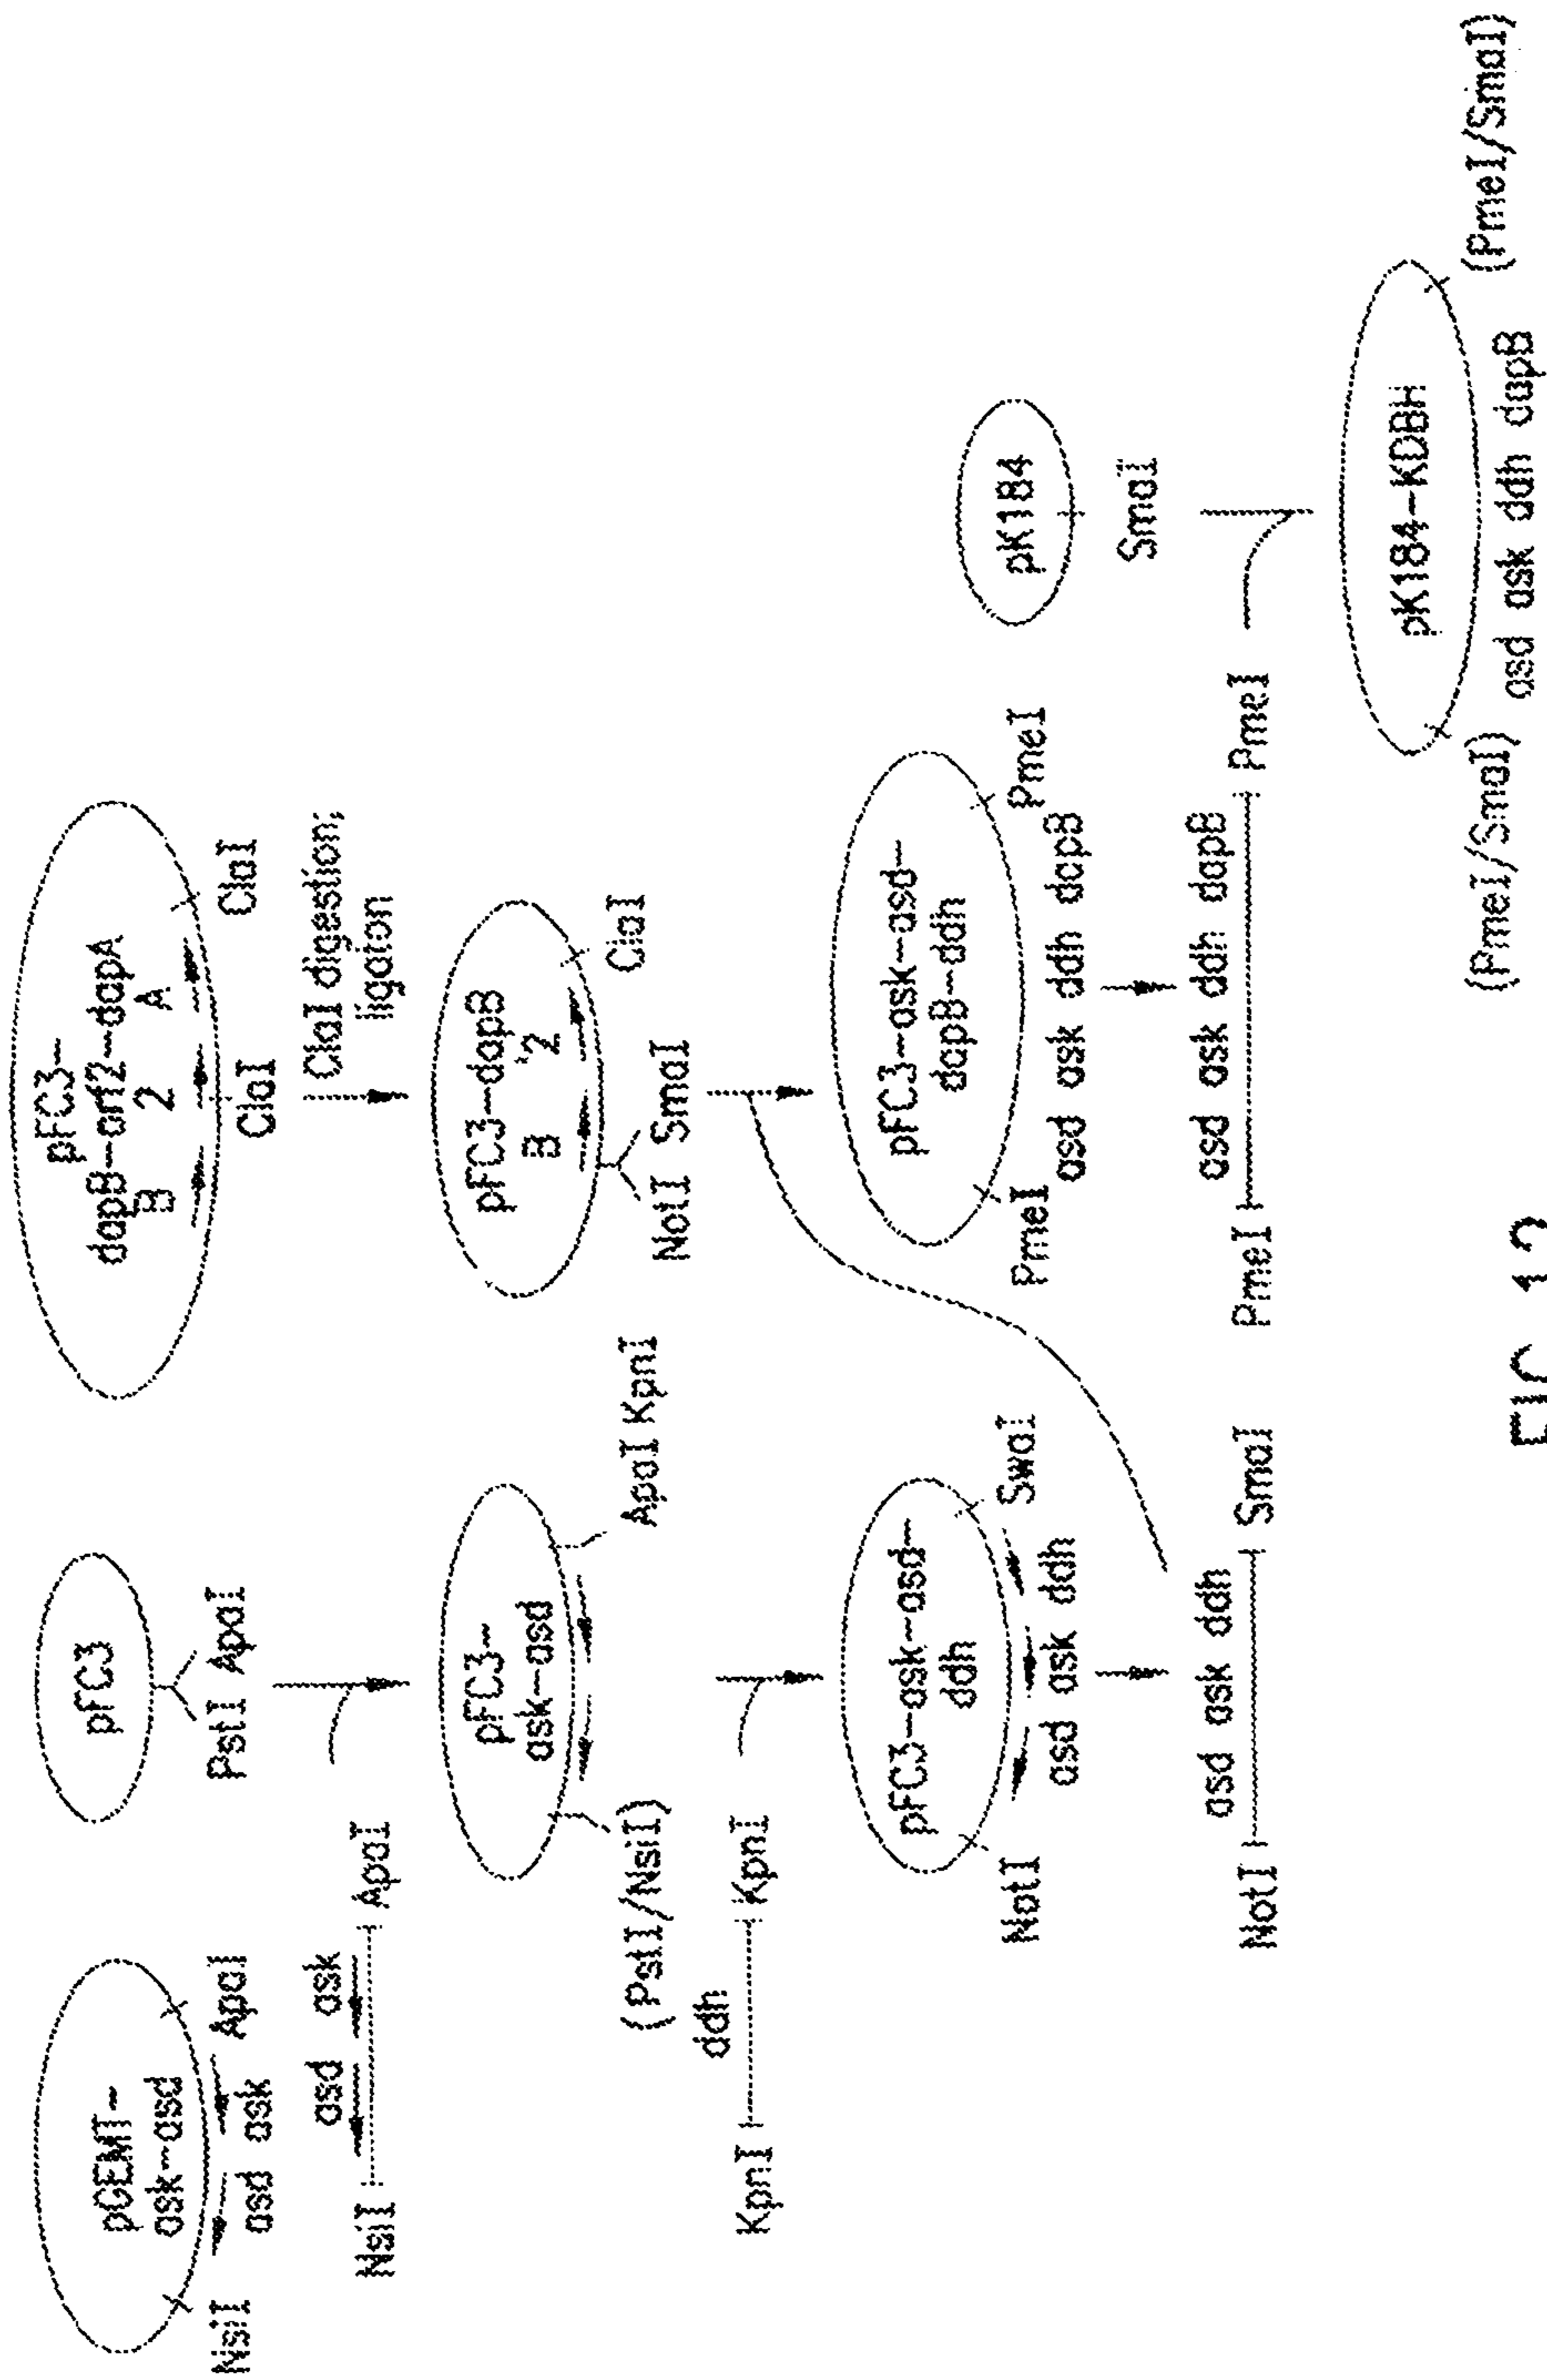 pGEMT-
ask-asd
NsiI
ApaI
asd ask
asd ask
NsiI
ApaI
pFC3
PstI ApaI
pFC3-
ask-asd
(PstI/NsiI)
ApaI KpnI
ddh
KpnI
KpnI
pFC3-ask-asd-
ddh
NotI
SwaI
asd ask ddh
asd ask ddh
NotI
SmaI
pFC3-
dapB-orf2-dapA
B 2 A
ClaI
ClaI
ClaI digestion;
ligaton
pFC3-dapB
B '2
NotI SmaI
ClaI
pFC3-ask-asd-
dapB-ddh
PmeI
PmeI
asd ask ddh dapB
asd ask ddh dapB
PmeI
PmeI
pK184
SmaI
pK184-KDBH
(PmeI/SmaI)
(PmeI/SmaI)
asd ask ddh dapB